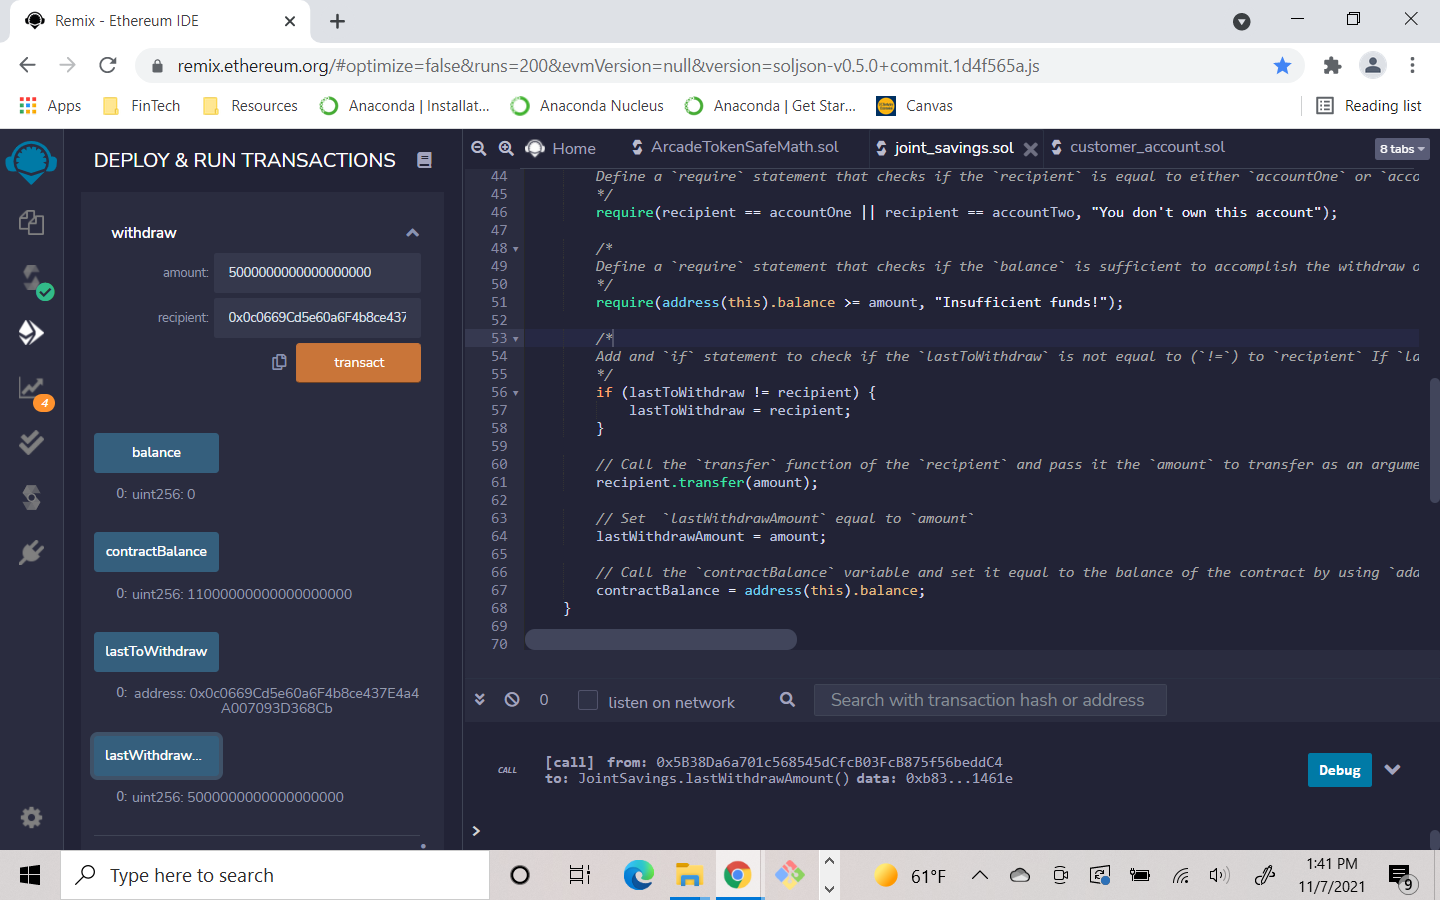 Remix - Ethereum IDE
remix.ethereum.org/#optimize=false&runs=200&evmVersion=null&version=soljson-v0.5.0+commit.1d4f565a.js
Apps FinTech Resources Anaconda | Installat... Anaconda Nucleus Anaconda | Get Star... Canvas Reading list
DEPLOY & RUN TRANSACTIONS
withdraw
amount: 5000000000000000000
recipient: 0x0c0669Cd5e60a6F4b8ce437
transact
balance
0: uint256: 0
contractBalance
0: uint256: 11000000000000000000
lastToWithdraw
0: address: 0x0c0669Cd5e60a6F4b8ce437E4a4
A007093D368Cb
lastWithdraw...
0: uint256: 5000000000000000000
4
Home ArcadeTokenSafeMath.sol joint_savings.sol customer_account.sol 8 tabs
44 Define a `require` statement that checks if the `recipient` is equal to either `accountOne` or `acco
45 */
46 require(recipient == accountOne || recipient == accountTwo, "You don't own this account");
47
48 /*
49 Define a `require` statement that checks if the `balance` is sufficient to accomplish the withdraw o
50 */
51 require(address(this).balance >= amount, "Insufficient funds!");
52
53 /*
54 Add and `if` statement to check if the `lastToWithdraw` is not equal to (`!=`) to `recipient` If `la
55 */
56 if (lastToWithdraw != recipient) {
57 lastToWithdraw = recipient;
58 }
59
60 // Call the `transfer` function of the `recipient` and pass it the `amount` to transfer as an argume
61 recipient.transfer(amount);
62
63 // Set  `lastWithdrawAmount` equal to `amount`
64 lastWithdrawAmount = amount;
65
66 // Call the `contractBalance` variable and set it equal to the balance of the contract by using `add
67 contractBalance = address(this).balance;
68 }
69
70
0 listen on network Search with transaction hash or address
CALL [call] from: 0x5B38Da6a701c568545dCfcB03FcB875f56beddC4
to: JointSavings.lastWithdrawAmount() data: 0xb83...1461e
Debug
>
Type here to search
61°F
1:41 PM
11/7/2021
9